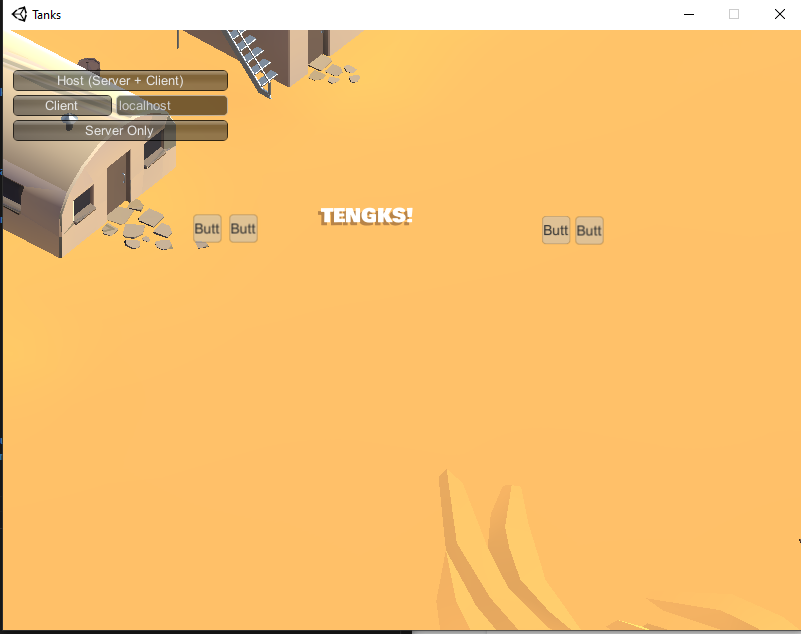 Tanks
Host (Server + Client)
Client localhost
Server Only
TENGKS!
Butt Butt Butt Butt